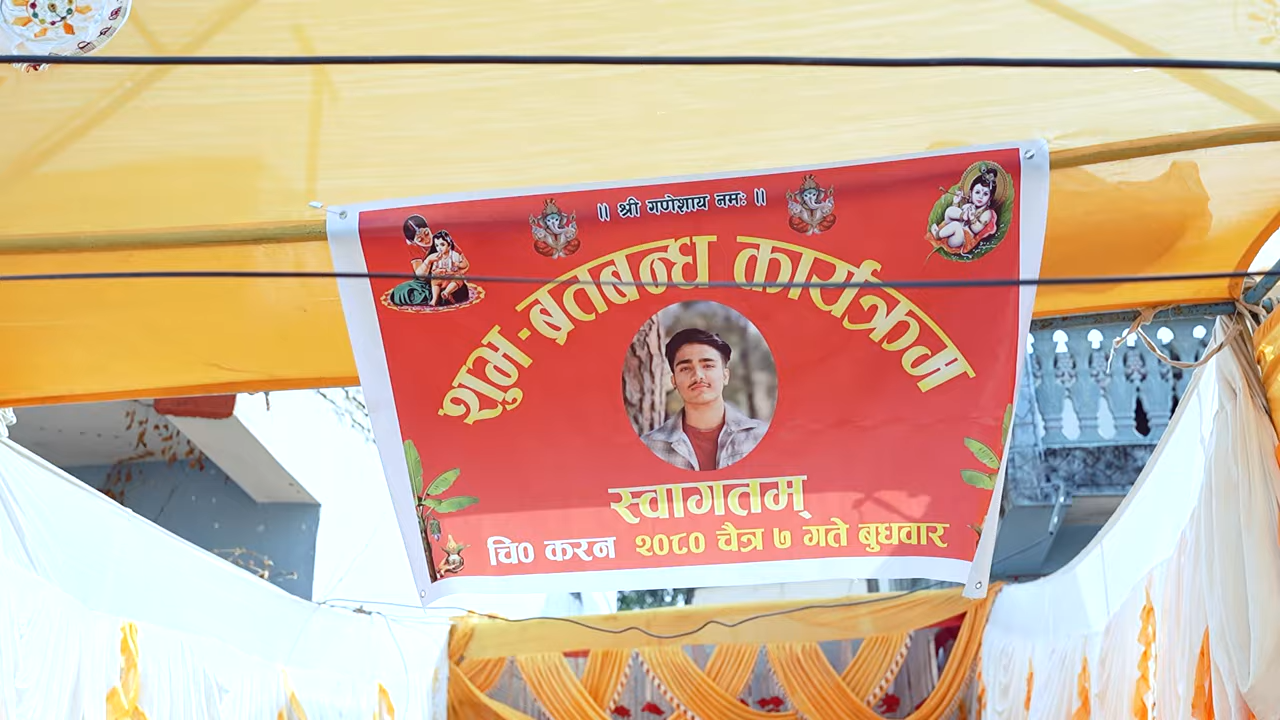 ॥ श्री गणेशाय नमः ॥
शुभ-ब्रतबन्ध कार्यक्रम
स्वागतम्
चि० करन २०८० चैत्र ७ गते बुधवार